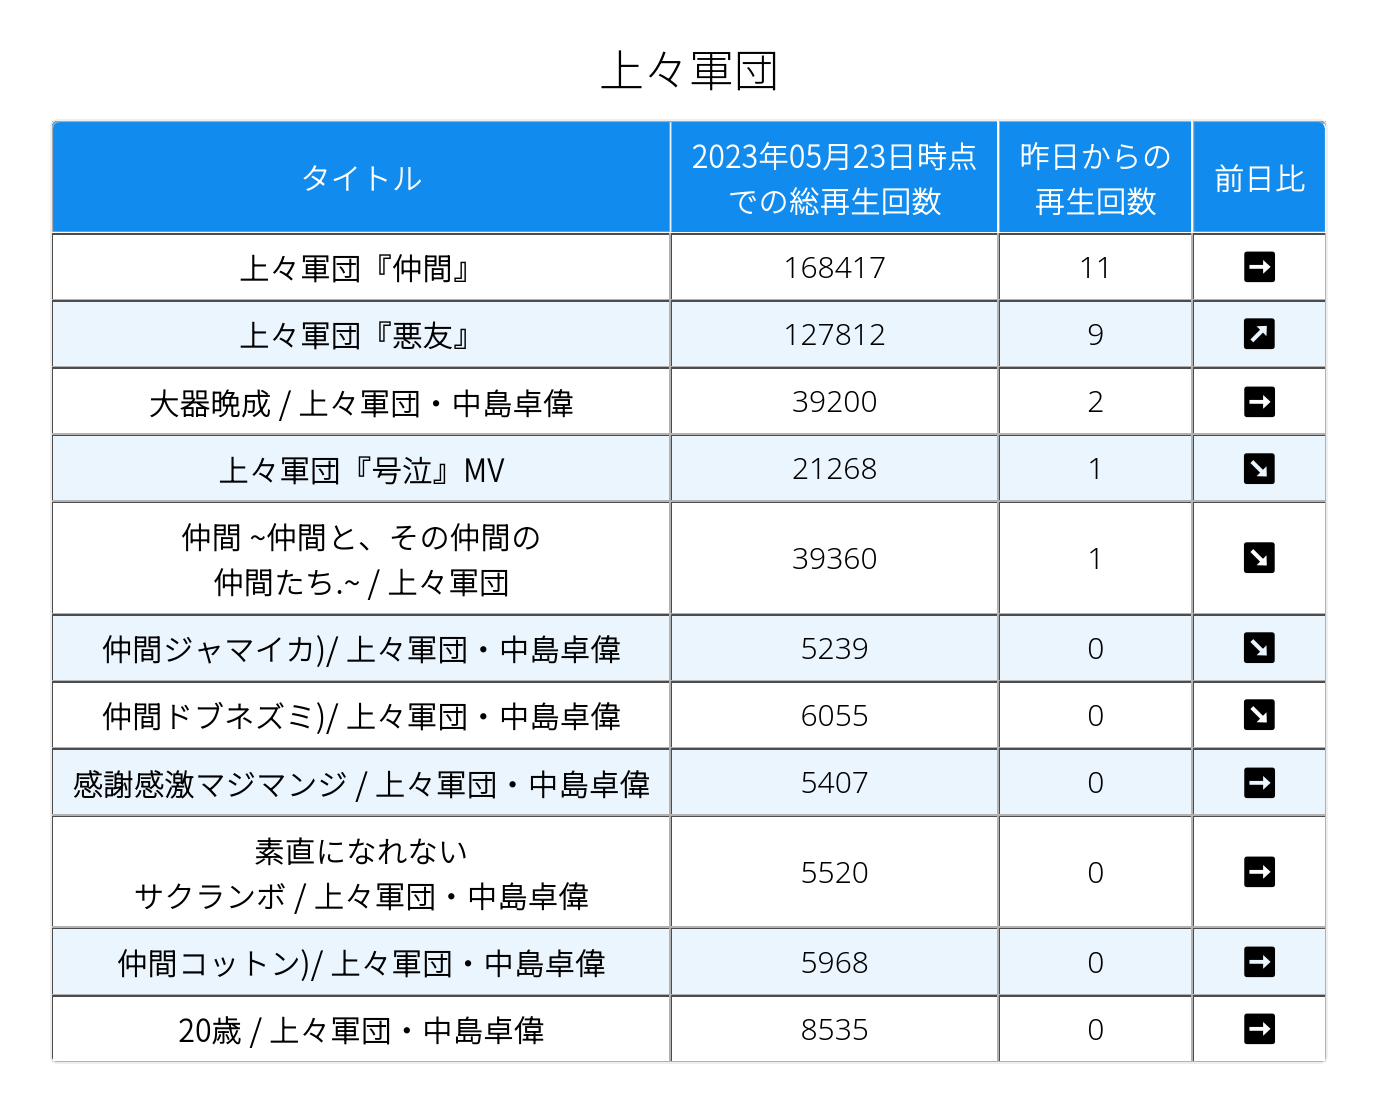 上々軍団
タイトル
2023年05月23日時点
での総再生回数
昨日からの
再生回数
前日比
上々軍団『仲間』
168417
11
➡
上々軍団『悪友』
127812
9
↗
大器晩成 / 上々軍団・中島卓偉
39200
2
➡
上々軍団『号泣』MV
21268
1
↘
仲間 ~仲間と、その仲間の
仲間たち.~ / 上々軍団
39360
1
↘
仲間ジャマイカ)/ 上々軍団・中島卓偉
5239
0
↘
仲間ドブネズミ)/ 上々軍団・中島卓偉
6055
0
↘
感謝感激マジマンジ / 上々軍団・中島卓偉
5407
0
➡
素直になれない
サクランボ / 上々軍団・中島卓偉
5520
0
➡
仲間コットン)/ 上々軍団・中島卓偉
5968
0
➡
20歳 / 上々軍団・中島卓偉
8535
0
➡